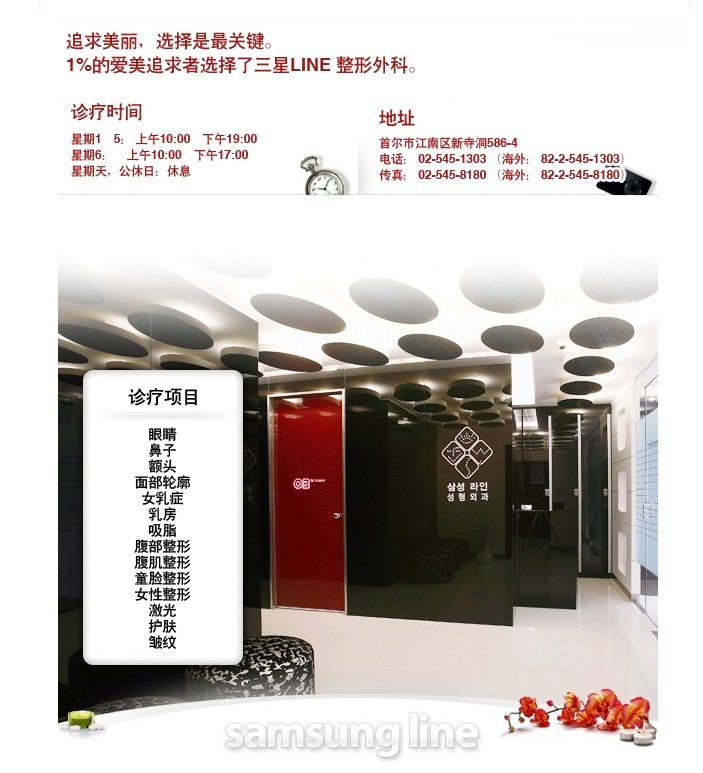 追求美丽，选择是最关键。
1%的爱美追求者选择了三星LINE 整形外科。
诊疗时间
星期1 5: 上午10:00 下午19:00
星期6: 上午10:00 下午17:00
星期天，公休日: 休息
地址
首尔市江南区新寺洞586-4
电话: 02-545-1303 (海外: 82-2-545-1303)
传真: 02-545-8180 (海外: 82-2-545-8180)
诊疗项目
眼睛
鼻子
额头
面部轮廓
女乳症
乳房
吸脂
腹部整形
腹肌整形
童脸整形
女性整形
激光
护肤
皱纹
03
삼성 라인
성형외과
samsung line